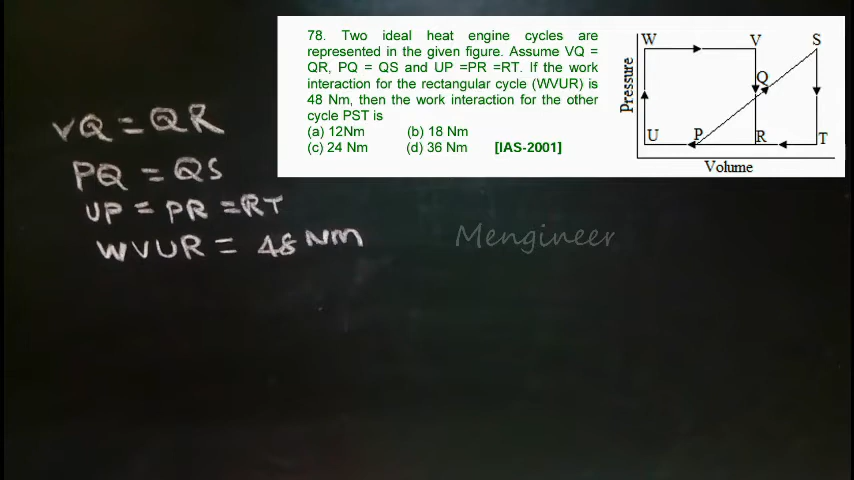 78. Two ideal heat engine cycles are
represented in the given figure. Assume VQ =
QR, PQ = QS and UP =PR =RT. If the work
interaction for the rectangular cycle (WVUR) is
48 Nm, then the work interaction for the other
cycle PST is
(a) 12Nm (b) 18 Nm
(c) 24 Nm (d) 36 Nm [IAS-2001]
Pressure
W V S
Q
U P R T
Volume
VQ = QR
PQ = QS
UP = PR = RT
WVUR = 48 Nm
Mengineer